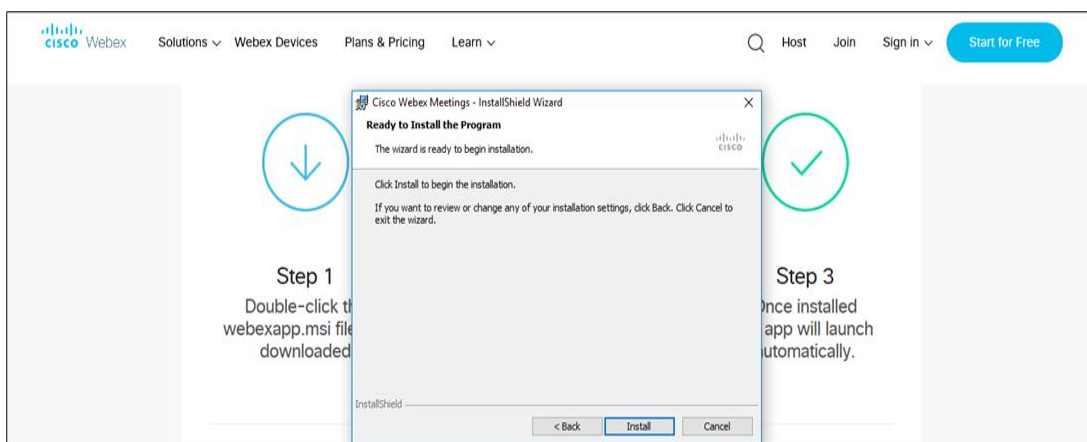 CISCO Webex Solutions Webex Devices Plans & Pricing Learn Host Join Sign in Start for Free
Cisco Webex Meetings - InstallShield Wizard
Ready to Install the Program
The wizard is ready to begin installation.
CISCO
Click Install to begin the installation.
If you want to review or change any of your installation settings, click Back. Click Cancel to
exit the wizard.
InstallShield
< Back Install Cancel
Step 1
Double-click
webexapp.msi file
downloaded
Step 3
installed
app will launch
automatically.